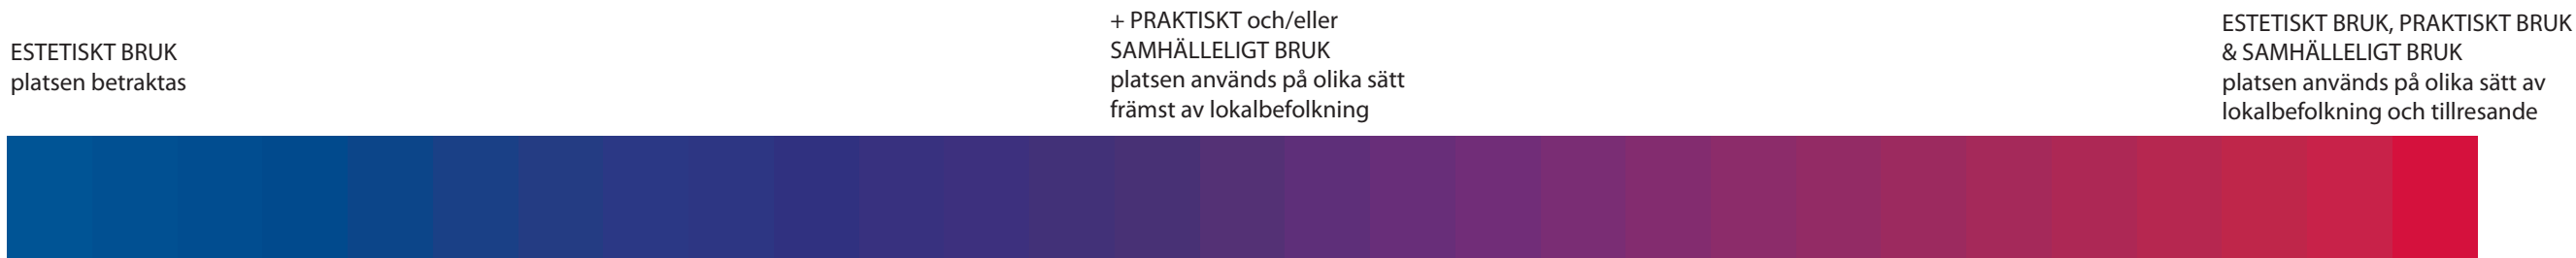 ESTETISKT BRUK
platsen betraktas
+ PRAKTISKT och/eller
SAMHÄLLELIGT BRUK
platsen används på olika sätt
främst av lokalbefolkning
ESTETISKT BRUK, PRAKTISKT BRUK
& SAMHÄLLELIGT BRUK
platsen används på olika sätt av
lokalbefolkning och tillresande